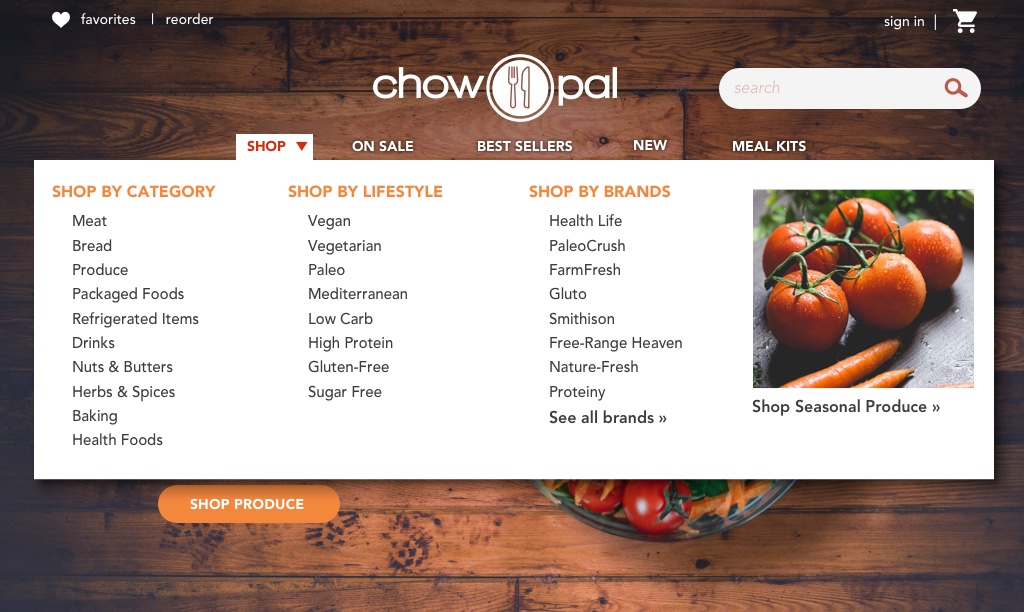 favorites | reorder
sign in |
chow pal
search
SHOP
ON SALE
BEST SELLERS
NEW
MEAL KITS
SHOP BY CATEGORY
Meat
Bread
Produce
Packaged Foods
Refrigerated Items
Drinks
Nuts & Butters
Herbs & Spices
Baking
Health Foods
SHOP BY LIFESTYLE
Vegan
Vegetarian
Paleo
Mediterranean
Low Carb
High Protein
Gluten-Free
Sugar Free
SHOP BY BRANDS
Health Life
PaleoCrush
FarmFresh
Gluto
Smithison
Free-Range Heaven
Nature-Fresh
Proteiny
See all brands »
Shop Seasonal Produce »
SHOP PRODUCE